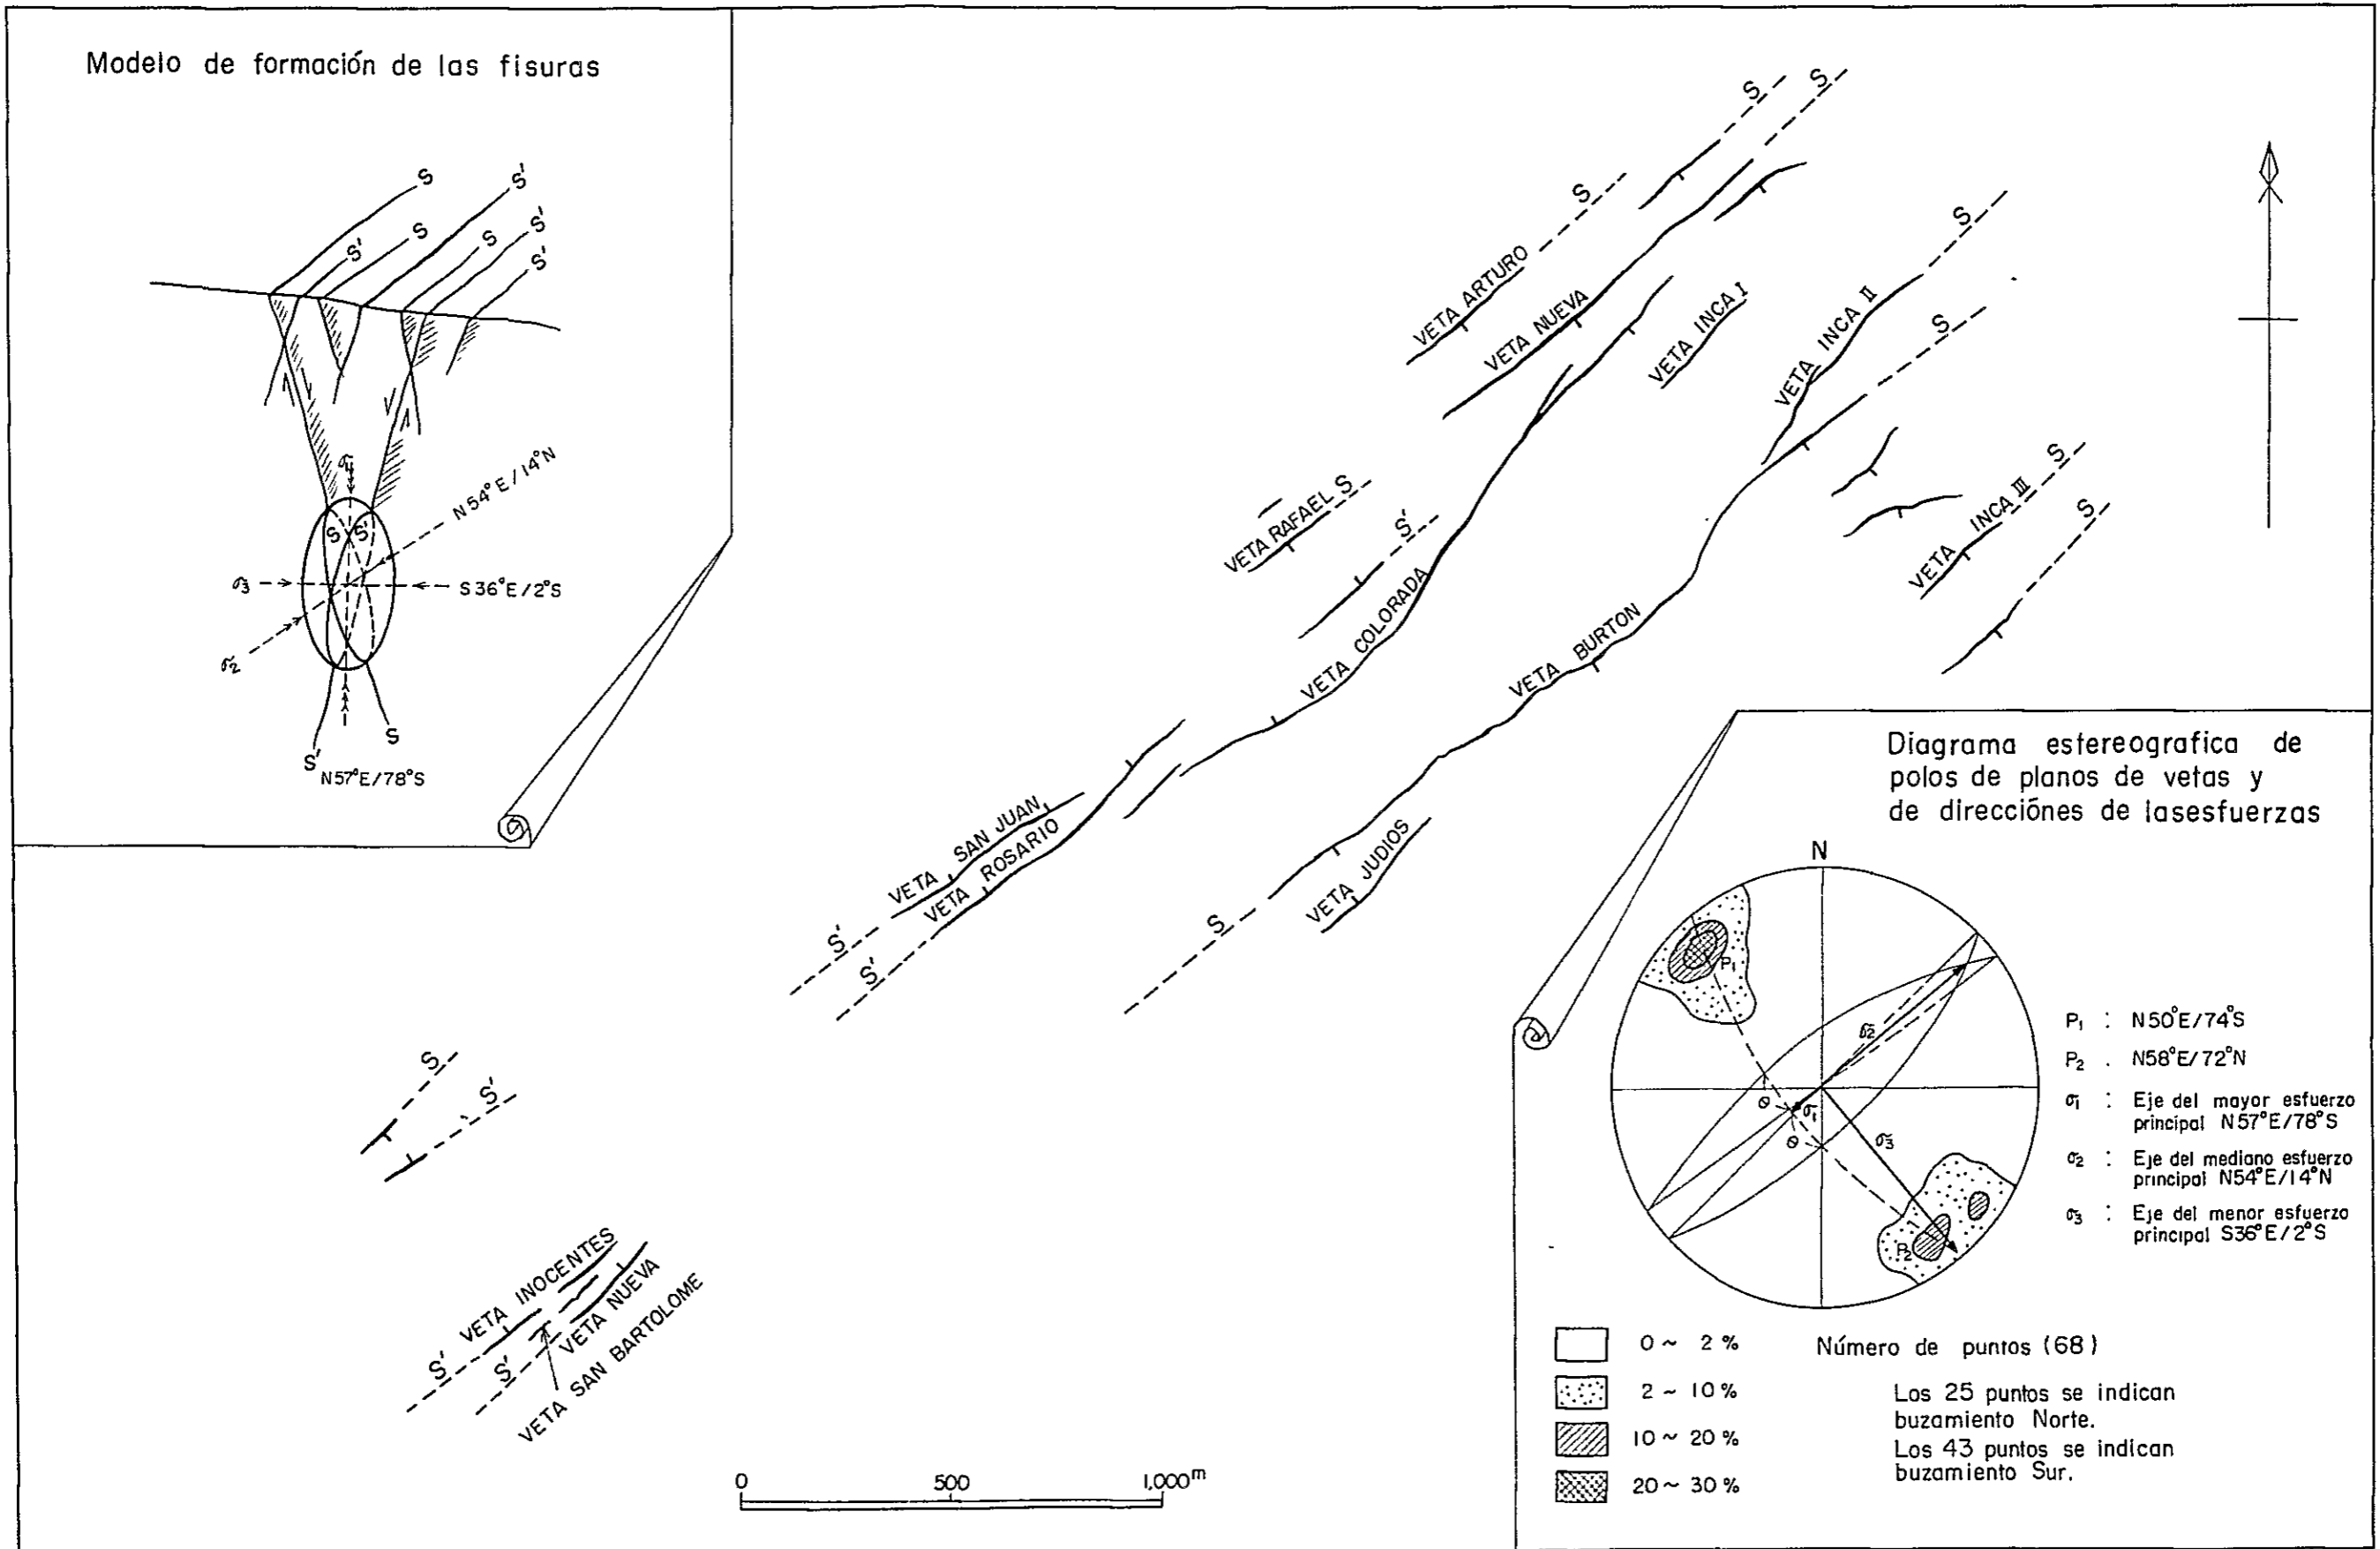 Modelo de formación de las fisuras
S
S'
S
S'
S'
S
S'
σ1
N54°E/14°N
S S'
σ3
S36°E/2°S
σ2
S
S'
N57°E/78°S
S
S
S
VETA ARTURO
VETA NUEVA
VETA INCA I
VETA INCA II
S
S
VETA RAFAEL S
S'
VETA COLORADA
VETA BURTON
VETA INCA III
S
S
VETA SAN JUAN
VETA ROSARIO
VETA JUDIOS
S'
S'
S
S
S'
VETA INOCENTES
VETA NUEVA
VETA SAN BARTOLOME
S'
S'
0 500 1,000m
Diagrama estereografica de
polos de planos de vetas y
de direcciónes de lasesfuerzas
N
P1
σ2
θ
σ1
θ
σ3
P2
P1 : N50°E/74°S
P2 . N58°E/72°N
σ1 : Eje del mayor esfuerzo
principal N57°E/78°S
σ2 : Eje del mediano esfuerzo
principal N54°E/14°N
σ3 : Eje del menor esfuerzo
principal S36°E/2°S
0 ~ 2 %
2 ~ 10 %
10 ~ 20 %
20 ~ 30 %
Número de puntos (68)
Los 25 puntos se indican
buzamiento Norte.
Los 43 puntos se indican
buzamiento Sur.